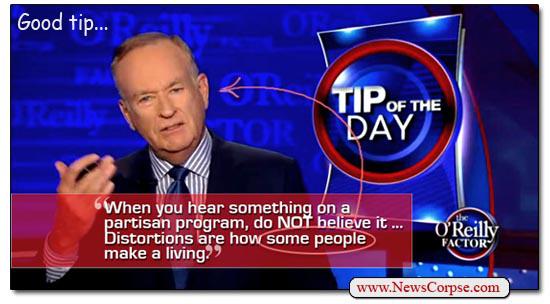 Good tip...
O'Reilly
TIP OF THE
DAY
“When you hear something on a
partisan program, do NOT believe it ...
Distortions are how some people
make a living.”
the
O'Reilly
FACTOR
www.NewsCorpse.com